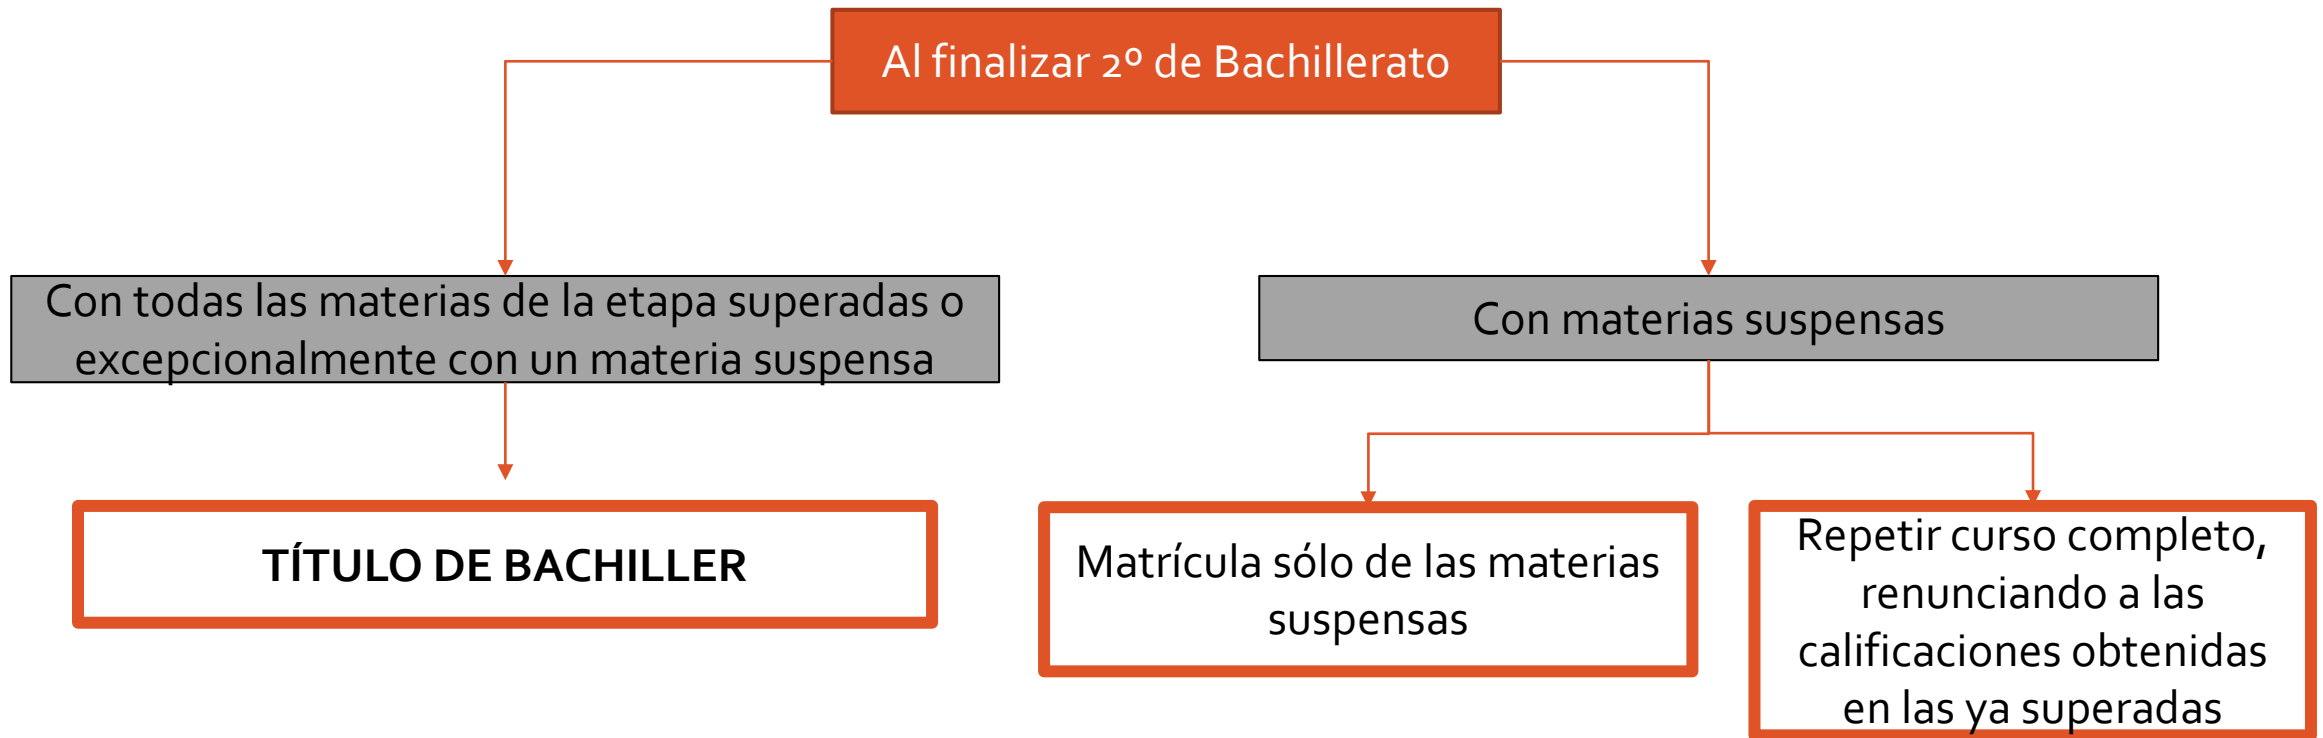 Al finalizar 2º de Bachillerato
Con todas las materias de la etapa superadas o
excepcionalmente con un materia suspensa
Con materias suspensas
TÍTULO DE BACHILLER
Matrícula sólo de las materias
suspensas
Repetir curso completo,
renunciando a las
calificaciones obtenidas
en las ya superadas